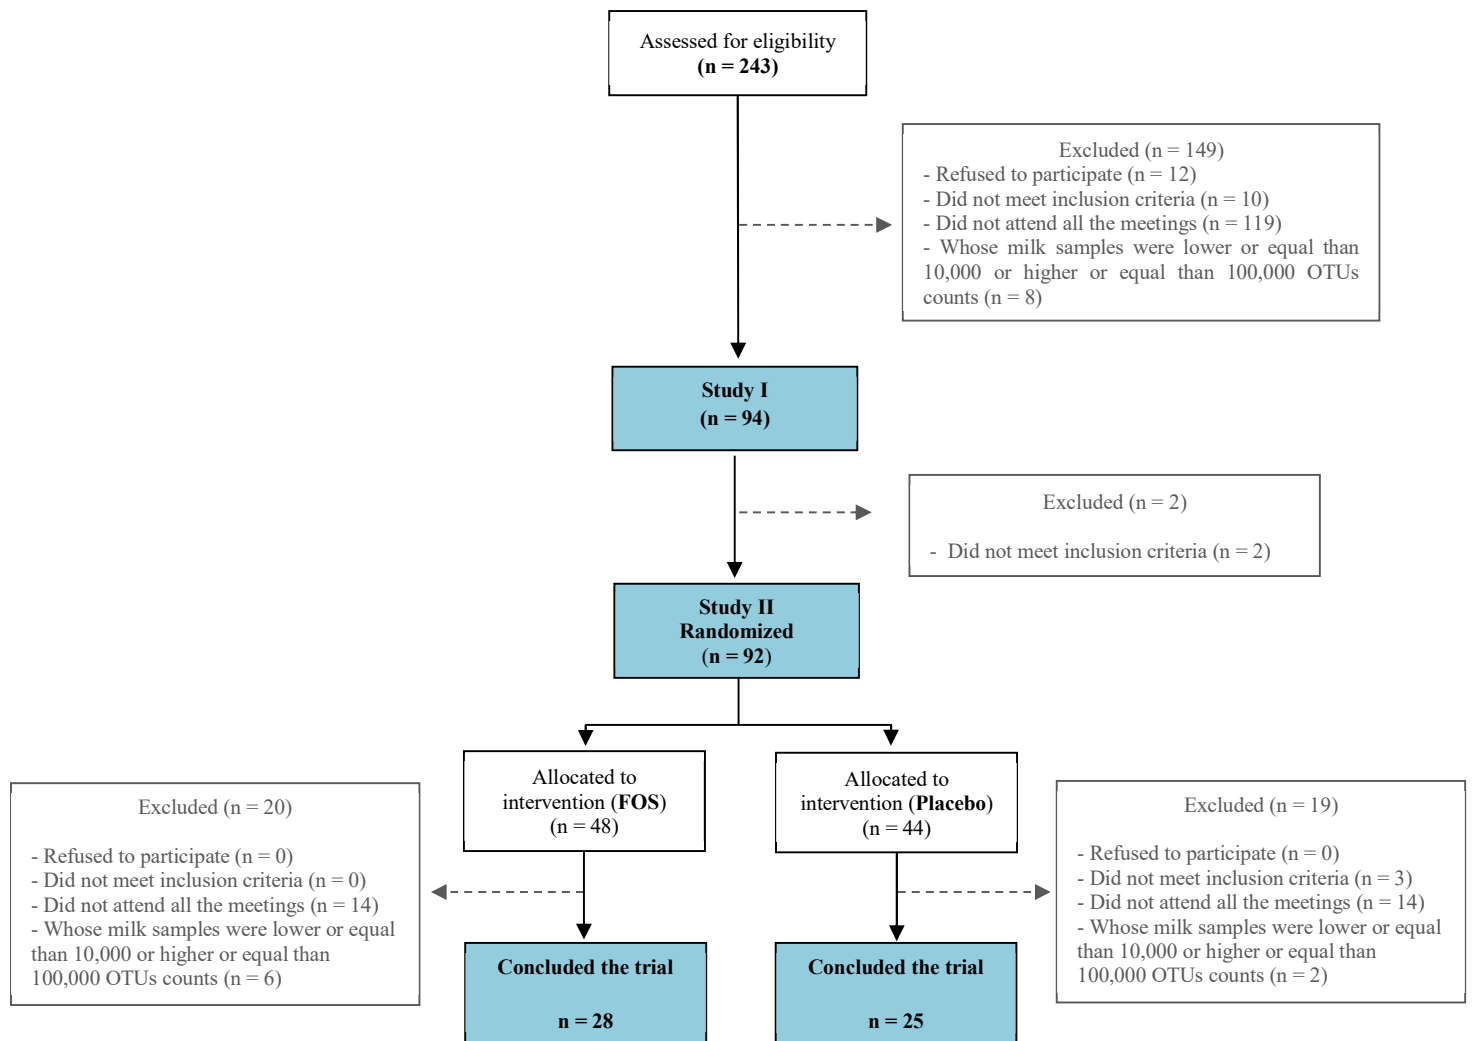 Assessed for eligibility
(n = 243)
Excluded (n = 149)
- Refused to participate (n = 12)
- Did not meet inclusion criteria (n = 10)
- Did not attend all the meetings (n = 119)
- Whose milk samples were lower or equal than
10,000 or higher or equal than 100,000 OTUs
counts (n = 8)
Study I
(n = 94)
Excluded (n = 2)
- Did not meet inclusion criteria (n = 2)
Study II
Randomized
(n = 92)
Allocated to
intervention (FOS)
(n = 48)
Allocated to
intervention (Placebo)
(n = 44)
Excluded (n = 20)
- Refused to participate (n = 0)
- Did not meet inclusion criteria (n = 0)
- Did not attend all the meetings (n = 14)
- Whose milk samples were lower or equal
than 10,000 or higher or equal than
100,000 OTUs counts (n = 6)
Excluded (n = 19)
- Refused to participate (n = 0)
- Did not meet inclusion criteria (n = 3)
- Did not attend all the meetings (n = 14)
- Whose milk samples were lower or equal
than 10,000 or higher or equal than
100,000 OTUs counts (n = 2)
Concluded the trial
n = 28
Concluded the trial
n = 25